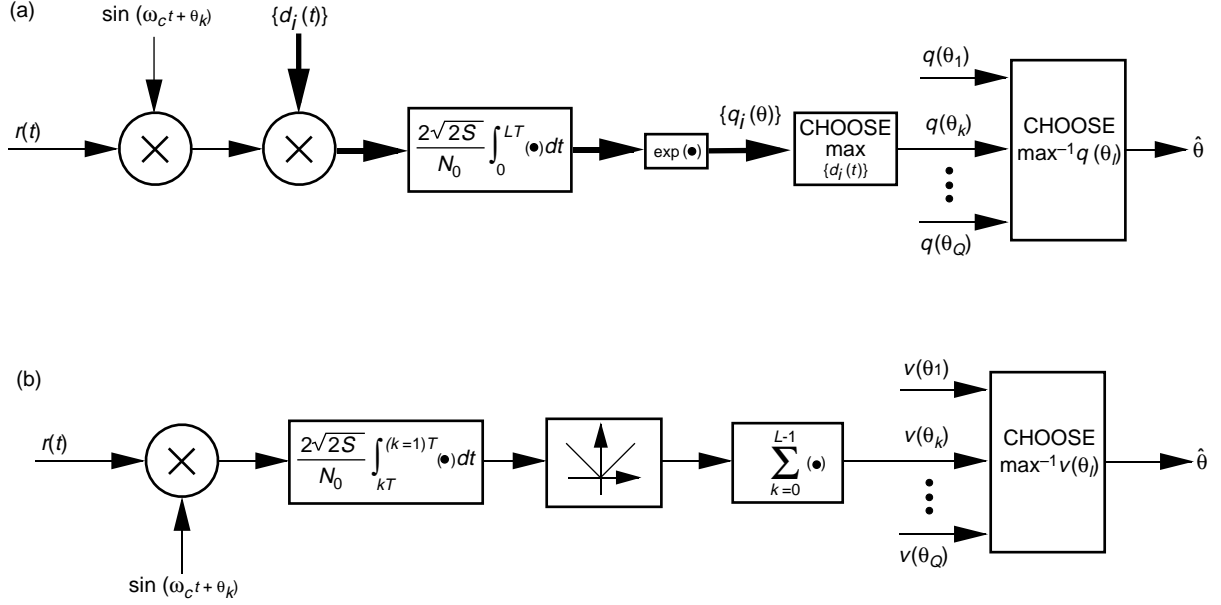 (a)
sin (ω_c t + θ_k)
{d_i (t)}
r(t)
×
×
2√2S / N_0 ∫_0^{LT} (•) dt
exp (•)
{q_i (θ)}
CHOOSE
max
{d_i (t)}
q(θ_1)
q(θ_k)
q(θ_Q)
CHOOSE
max⁻¹ q (θ_l)
θ̂
(b)
r(t)
×
sin (ω_c t + θ_k)
2√2S / N_0 ∫_{kT}^{(k=1)T} (•) dt
L-1
∑ (•)
k=0
v(θ1)
v(θ_k)
v(θ_Q)
CHOOSE
max⁻¹ v(θ_l)
θ̂